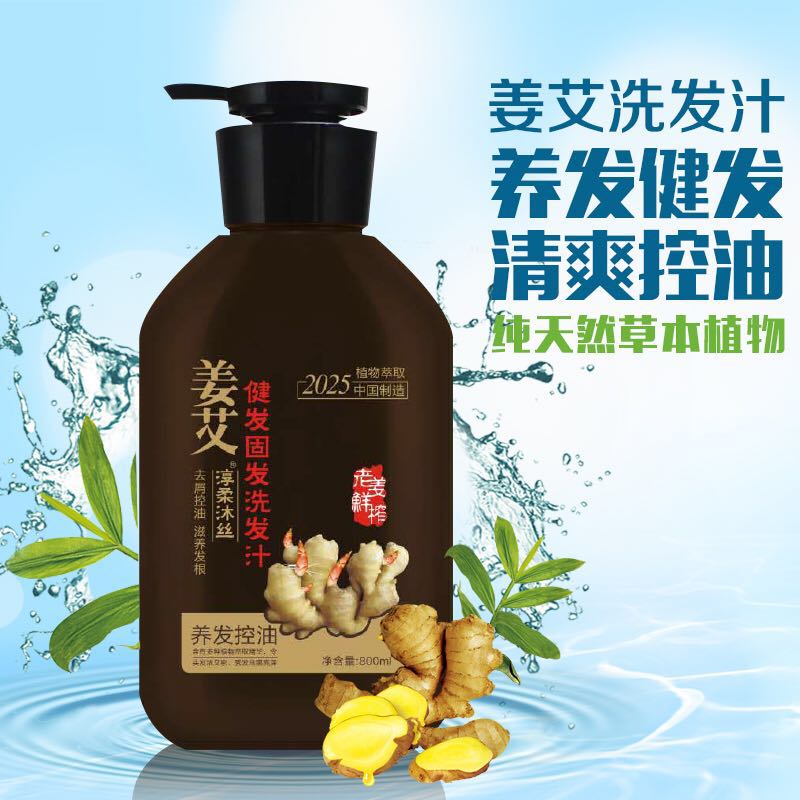 姜艾洗发汁
养发健发
清爽控油
纯天然草本植物
2025
植物萃取
中国制造
姜艾
健发固发洗发汁
®淳柔沐丝
去屑控油 滋养发根
老姜
鲜榨
养发控油
净含量:800ml